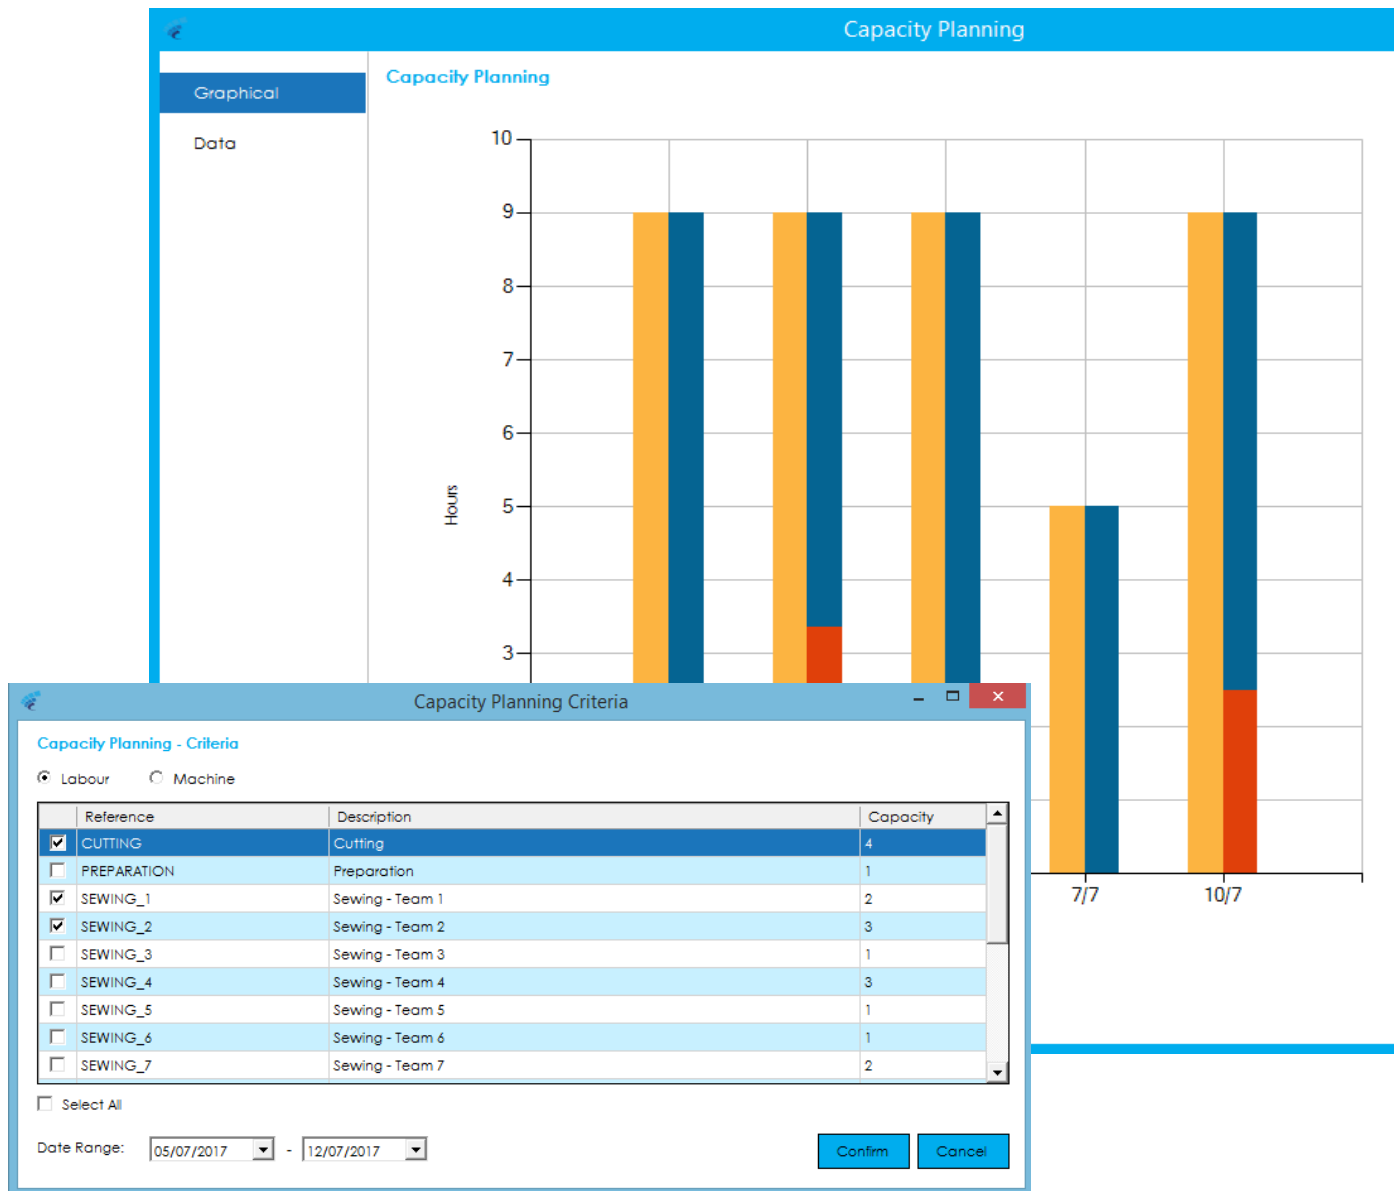 Capacity Planning
Graphical
Data
Capacity Planning
10
9
8
7
6
5
4
3
Hours
7/7
10/7
Capacity Planning Criteria
Capacity Planning - Criteria
Labour Machine
Reference Description Capacity
CUTTING Cutting 4
PREPARATION Preparation 1
SEWING_1 Sewing - Team 1 2
SEWING_2 Sewing - Team 2 3
SEWING_3 Sewing - Team 3 1
SEWING_4 Sewing - Team 4 3
SEWING_5 Sewing - Team 5 1
SEWING_6 Sewing - Team 6 1
SEWING_7 Sewing - Team 7 2
Select All
Date Range: 05/07/2017 - 12/07/2017 Confirm Cancel